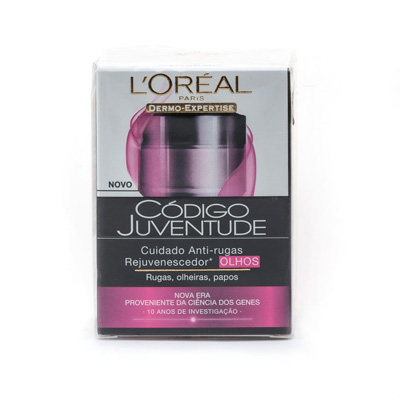 L'ORÉAL
PARIS
DERMO-EXPERTISE
NOVO
CÓDIGO
JUVENTUDE
Cuidado Anti-rugas
Rejuvenescedor* OLHOS
Rugas, olheiras, papos
NOVA ERA
PROVENIENTE DA CIÊNCIA DOS GENES
- 10 ANOS DE INVESTIGAÇÃO -